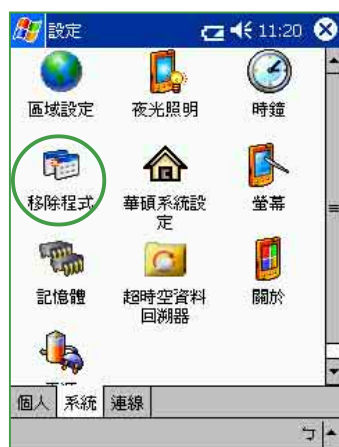 設定 11:20
區域設定 夜光照明 時鐘
移除程式 華碩系統設定 螢幕
記憶體 超時空資料回溯器 關於
個人 系統 連線
ㄅ